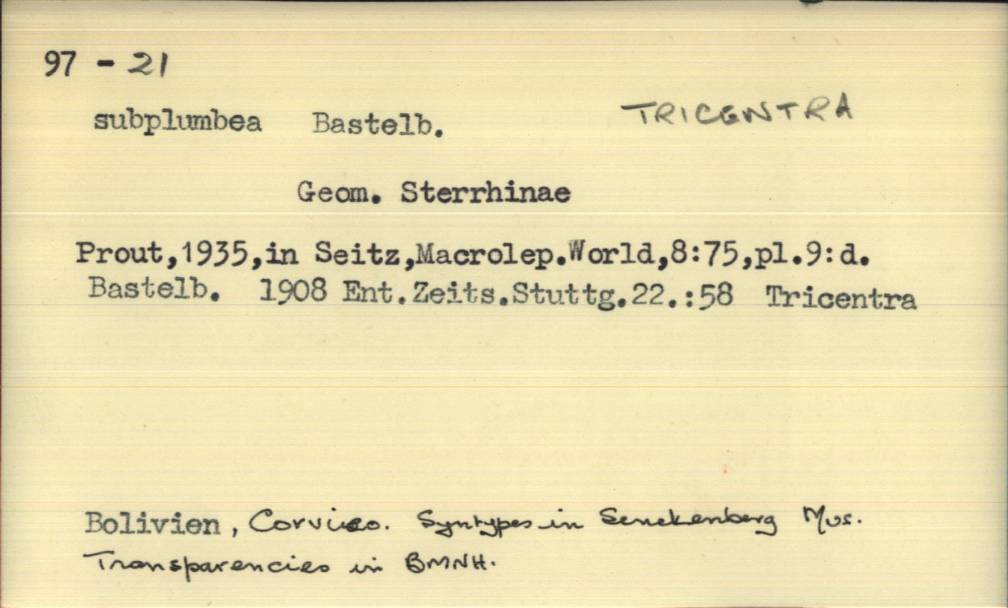 97 - 21
subplumbea Bastelb. TRICENTRA
Geom. Sterrhinae
Prout,1935,in Seitz,Macrolep.World,8:75,pl.9:d.
Bastelb. 1908 Ent.Zeits.Stuttg.22.:58 Tricentra
Bolivien, Syntypes in Senckenberg Mus.
Transparencies in BMNH.